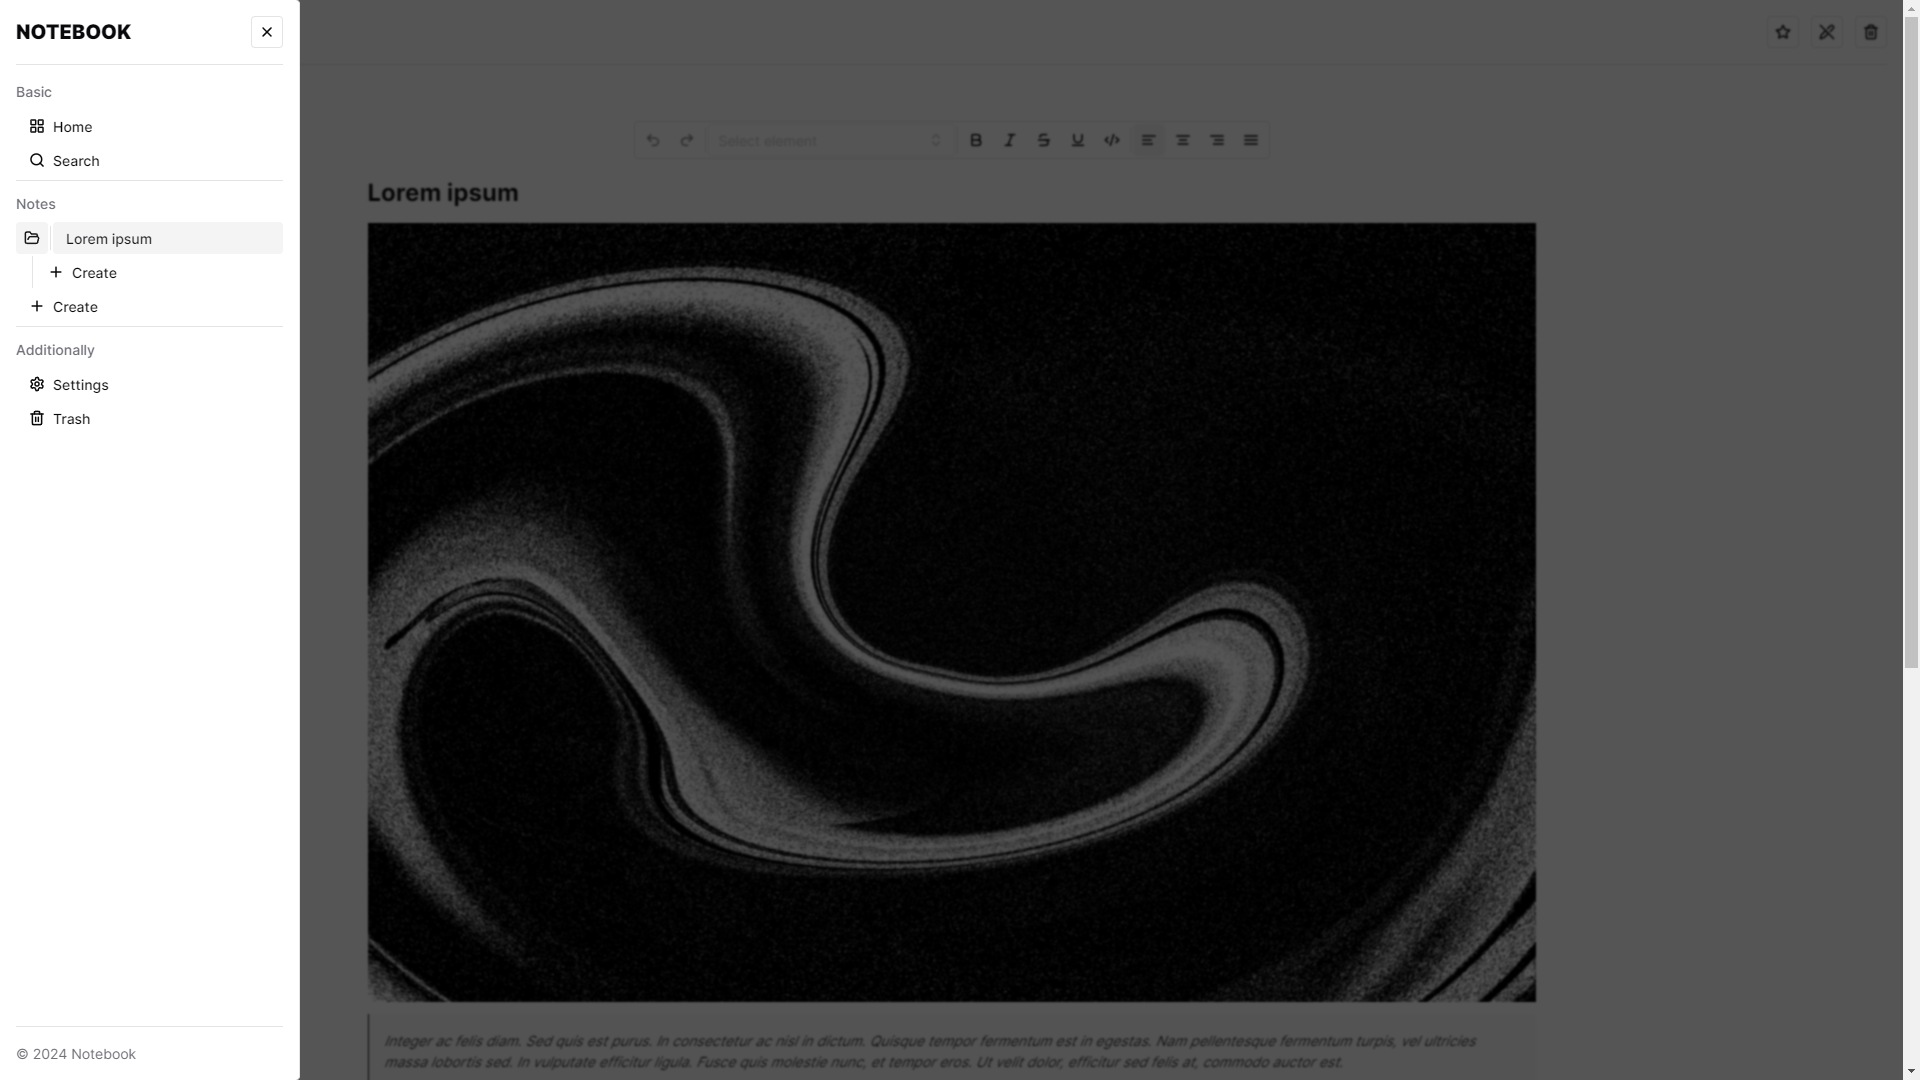 NOTEBOOK
Basic
Home
Search
Notes
Lorem ipsum
Create
Create
Additionally
Settings
Trash
© 2024 Notebook
Select element
Lorem ipsum
Integer ac felis diam. Sed quis est purus. In consectetur ac nisl in dictum. Quisque tempor fermentum est in egestas. Nam pellentesque fermentum turpis, vel ultricies
massa lobortis sed. In vulputate efficitur ligula. Fusce quis molestie nunc, et tempor eros. Ut velit dolor, efficitur sed felis at, commodo auctor est.